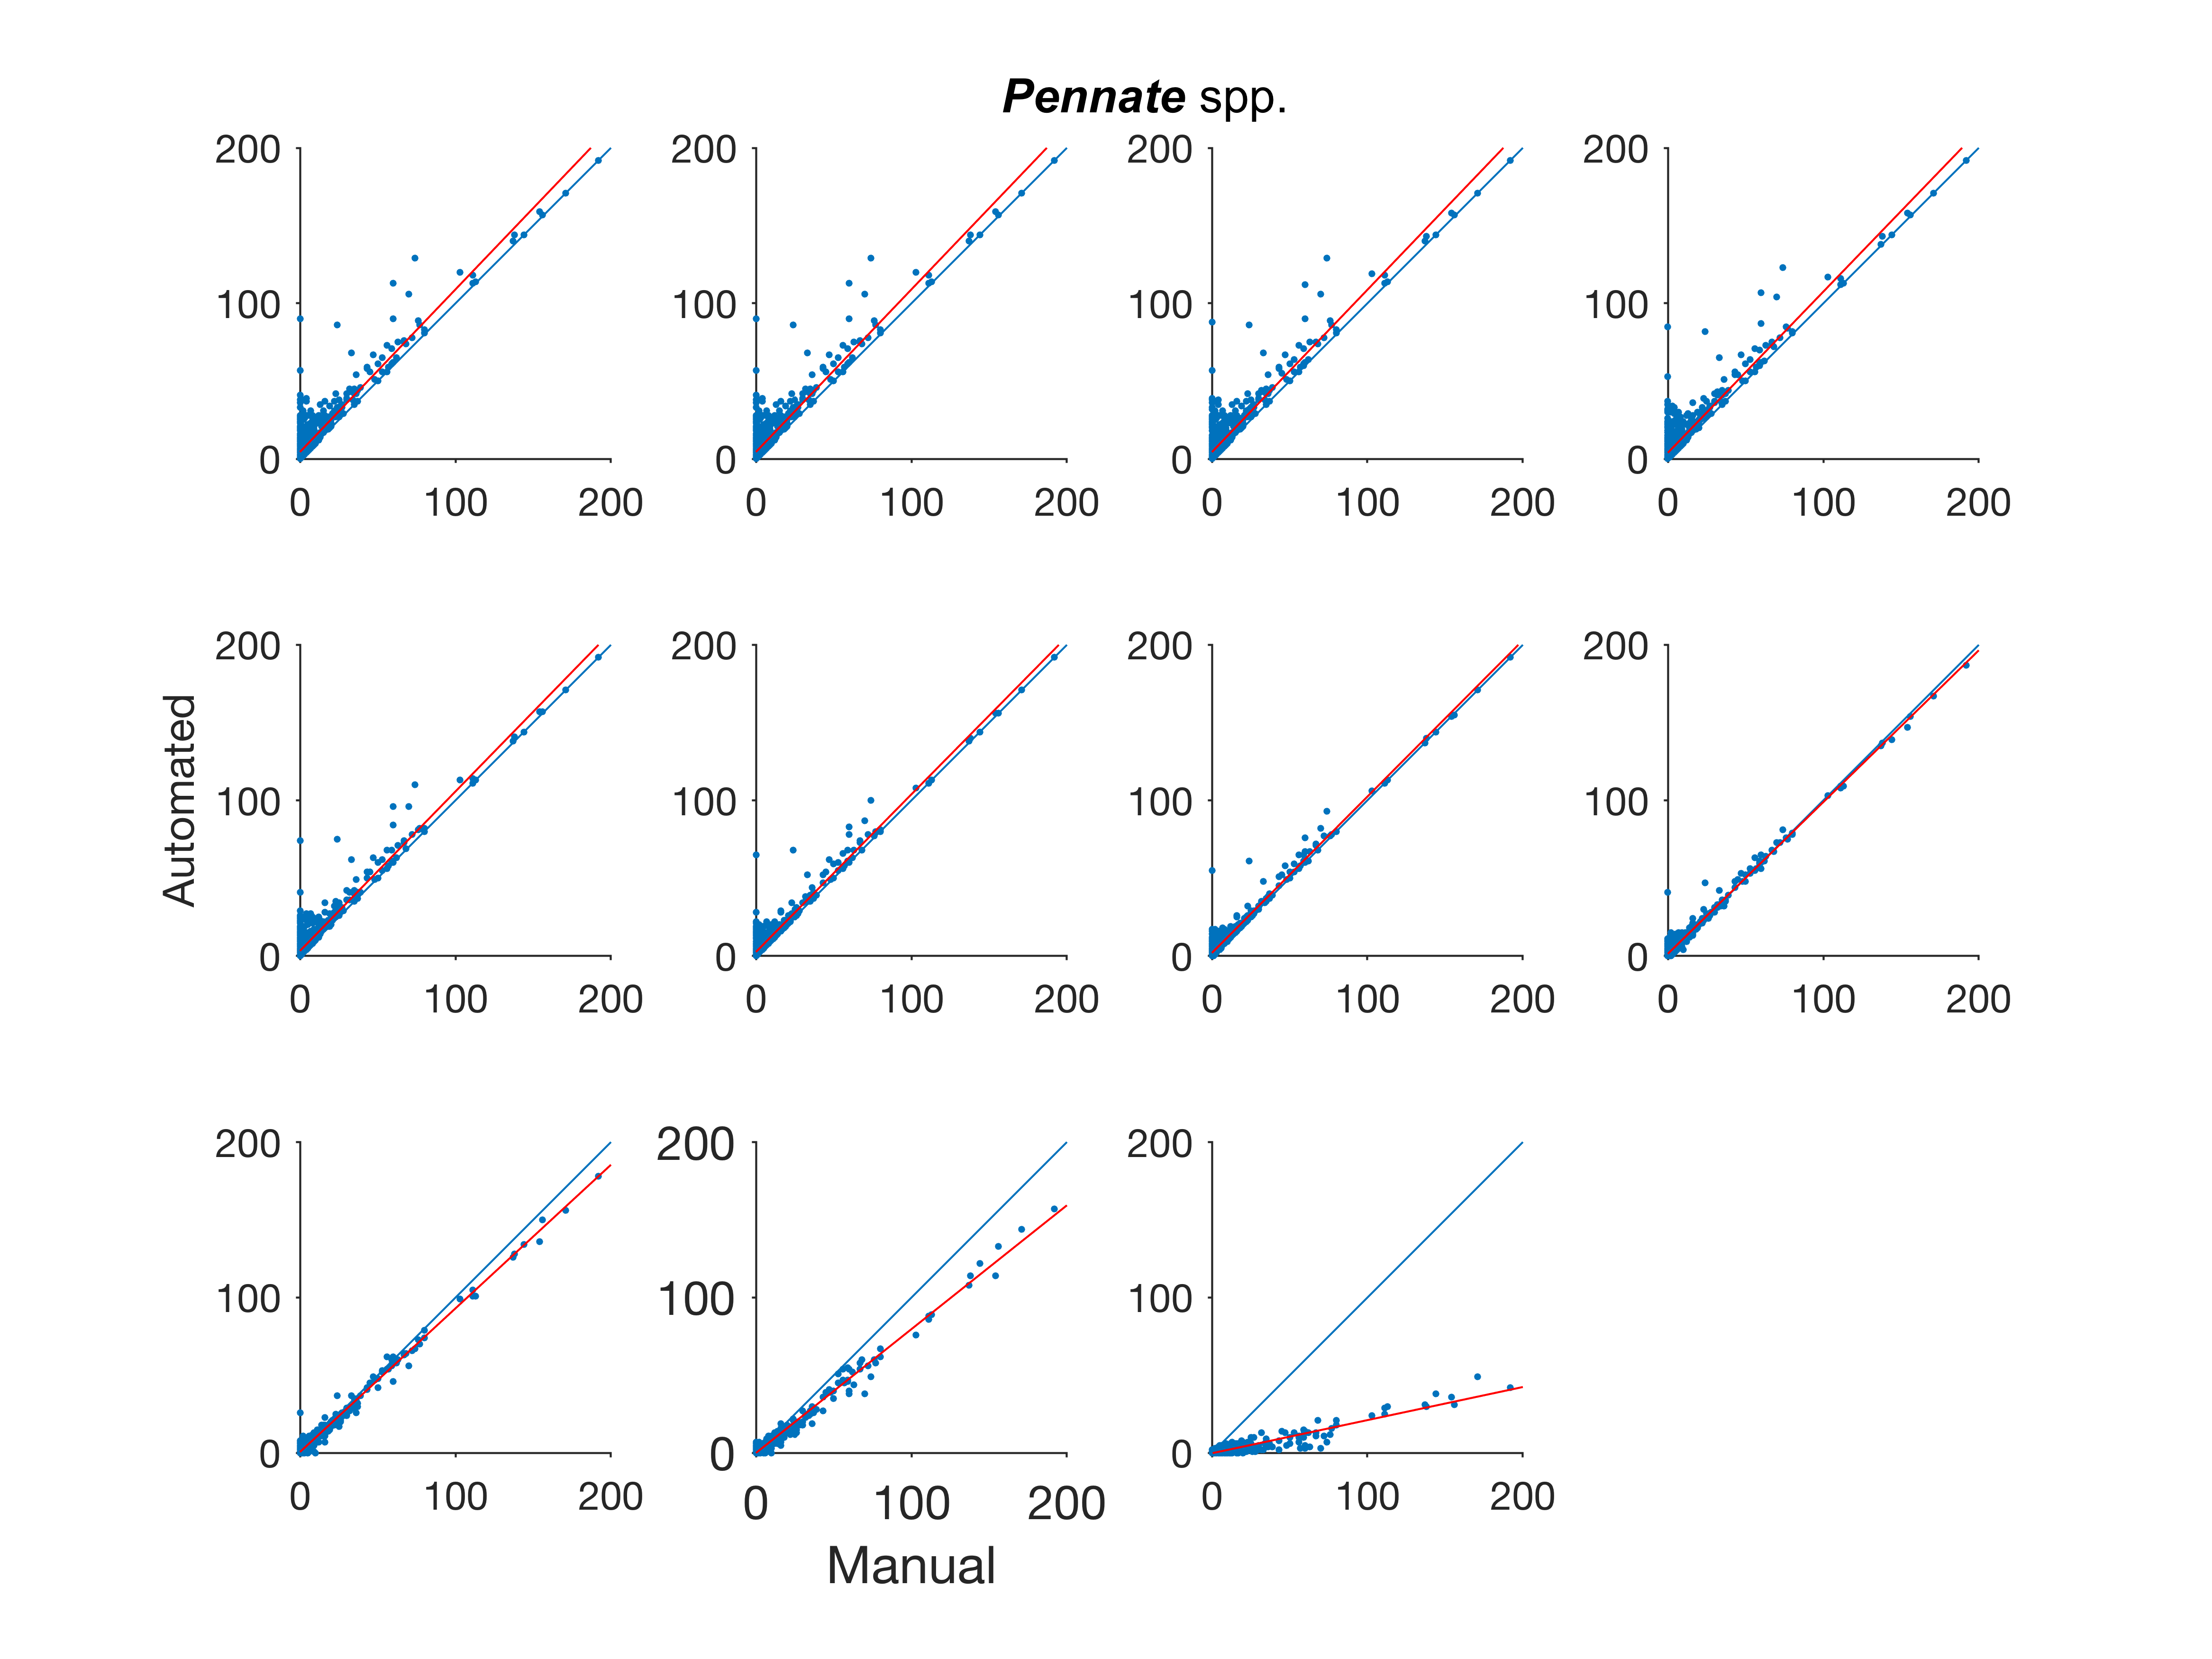 Pennate spp.
200 200 200 200
100 100 100 100
0 0 0 0
0 100 200 0 100 200 0 100 200 0 100 200
Automated
200 200 200 200
100 100 100 100
0 0 0 0
0 100 200 0 100 200 0 100 200 0 100 200
200 200 200
100 100 100
0 0 0
0 100 200 0 100 200 0 100 200
Manual